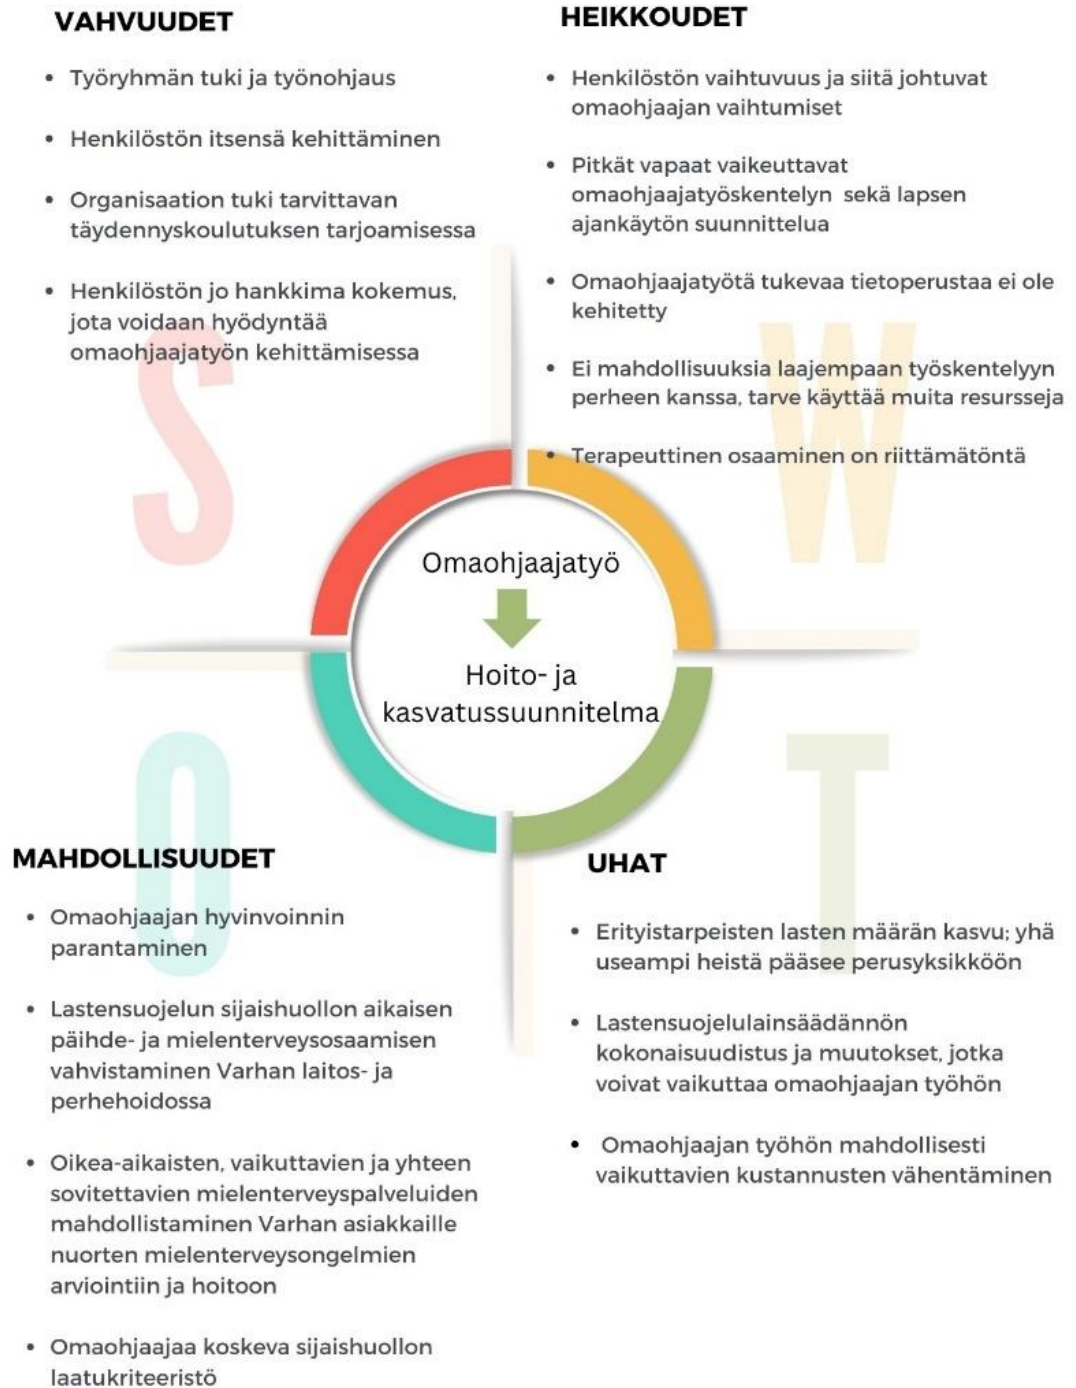 VAHVUUDET
• Työryhmän tuki ja työnohjaus
• Henkilöstön itsensä kehittäminen
• Organisaation tuki tarvittavan
täydennyskoulutuksen tarjoamisessa
• Henkilöstön jo hankkima kokemus,
jota voidaan hyödyntää
omaohjaajatyön kehittämisessa
S
HEIKKOUDET
• Henkilöstön vaihtuvuus ja siitä johtuvat
omaohjaajan vaihtumiset
• Pitkät vapaat vaikeuttavat
omaohjaajatyöskentelyn sekä lapsen
ajankäytön suunnittelua
• Omaohjaajatyötä tukevaa tietoperustaa ei ole
kehitetty
• Ei mahdollisuuksia laajempaan työskentelyyn
perheen kanssa, tarve käyttää muita resursseja
• Terapeuttinen osaaminen on riittämätöntä
W
Omaohjaajatyö
Hoito- ja
kasvatussuunnitelma
O
MAHDOLLISUUDET
• Omaohjaajan hyvinvoinnin
parantaminen
• Lastensuojelun sijaishuollon aikaisen
päihde- ja mielenterveysosaamisen
vahvistaminen Varhan laitos- ja
perhehoidossa
• Oikea-aikaisten, vaikuttavien ja yhteen
sovitettavien mielenterveyspalveluiden
mahdollistaminen Varhan asiakkaille
nuorten mielenterveysongelmien
arviointiin ja hoitoon
• Omaohjaajaa koskeva sijaishuollon
laatukriteeristö
T
UHAT
• Erityistarpeisten lasten määrän kasvu; yhä
useampi heistä pääsee perusyksikköön
• Lastensuojelulainsäädännön
kokonaisuudistus ja muutokset, jotka
voivat vaikuttaa omaohjaajan työhön
• Omaohjaajan työhön mahdollisesti
vaikuttavien kustannusten vähentäminen